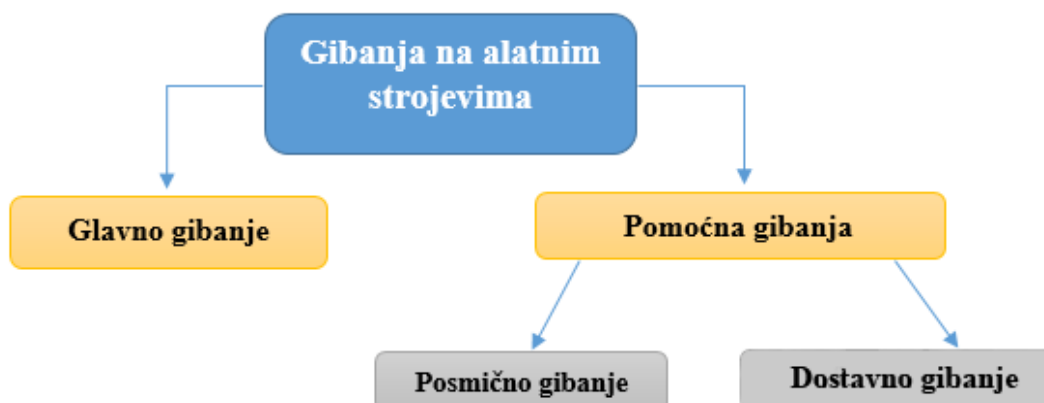 Gibanja na alatnim
strojevima
Glavno gibanje
Pomoćna gibanja
Posmično gibanje
Dostavno gibanje